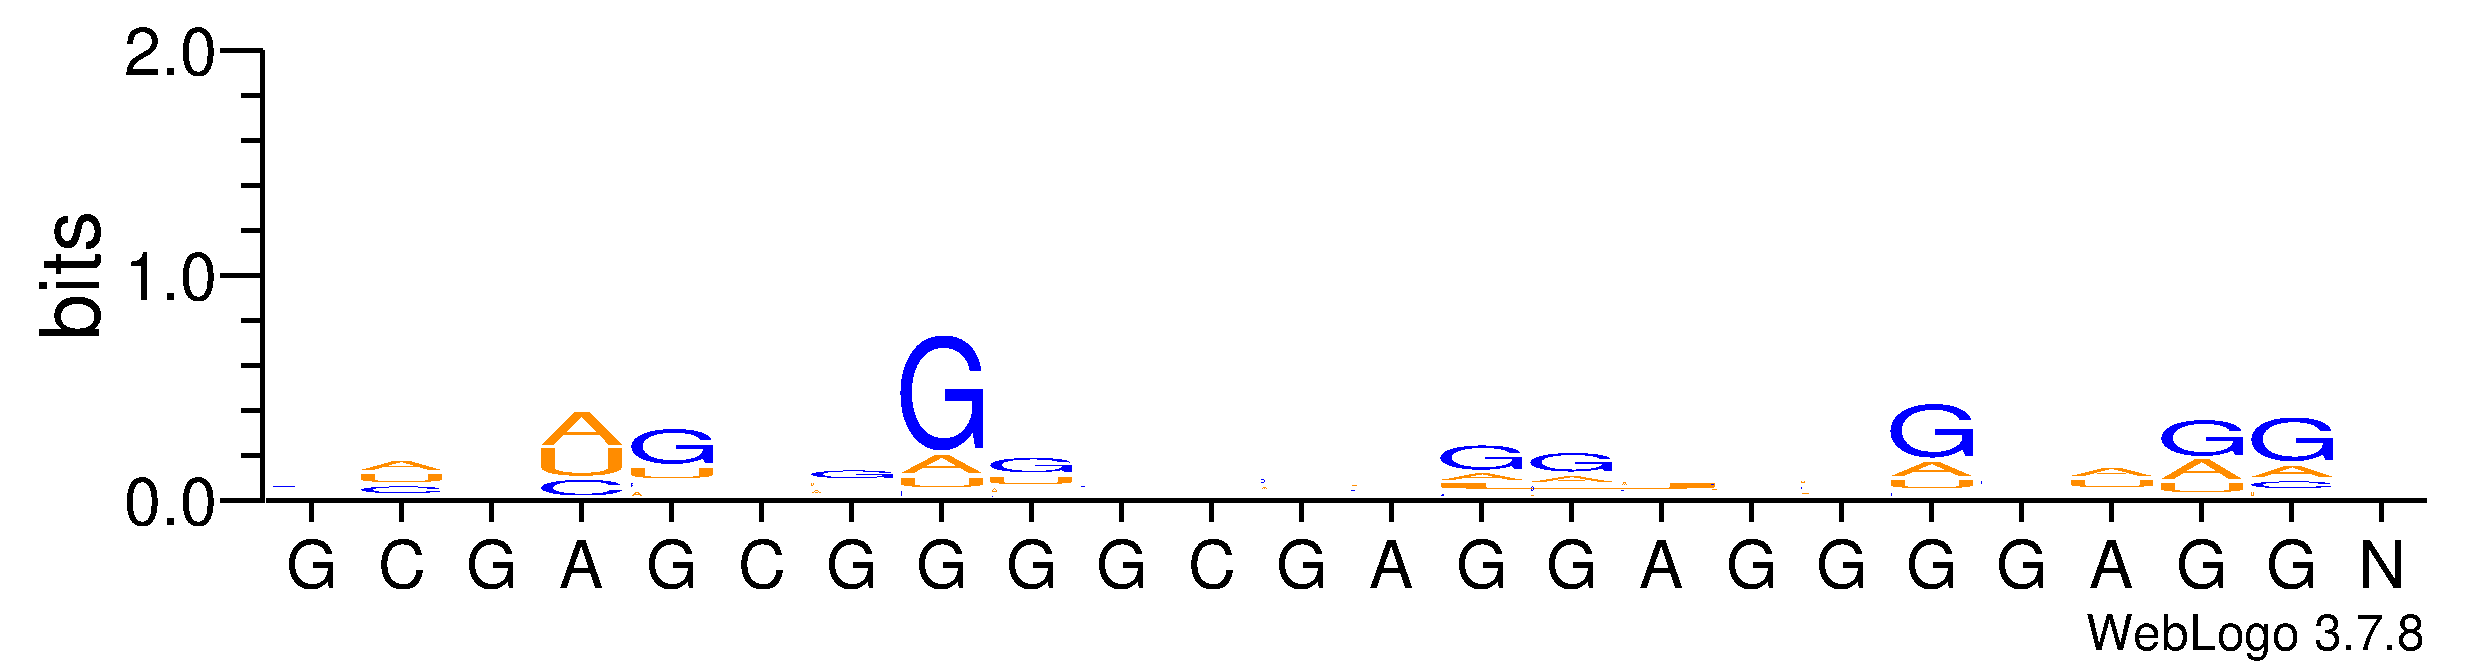 2.0
1.0
0.0
bits
A U C
A U C
G U A
G
G A U
G U
G A
G A
G A U
A U
G A U
G A C
G C G A G C G G G G C G A G G A G G G G A G G N
WebLogo 3.7.8